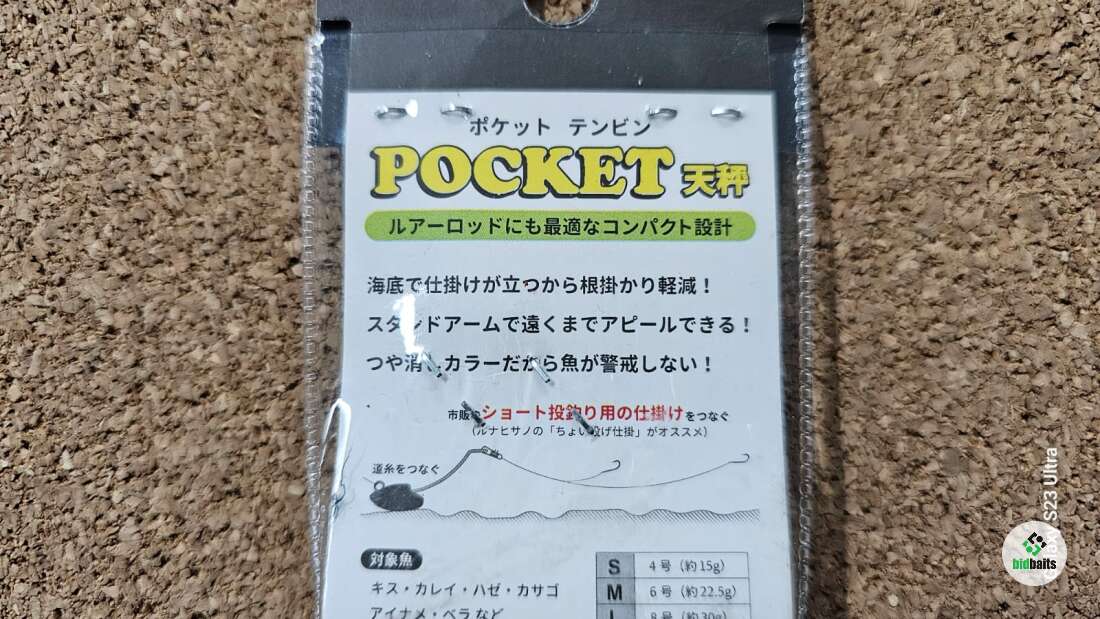 ポケット テンビン
POCKET 天秤
ルアーロッドにも最適なコンパクト設計
海底で仕掛けが立つから根掛かり軽減！
スタンドアームで遠くまでアピールできる！
つや消しカラーだから魚が警戒しない！
市販のショート投釣り用の仕掛けをつなぐ
(ルナヒサノの「ちょい投げ仕掛」がオススメ)
道糸をつなぐ
対象魚
キス・カレイ・ハゼ・カサゴ
アイナメ・ベラなど
S 4号（約15g）
M 6号（約22.5g）
L 8号（約30g）
S23 Ultra
bidbaits